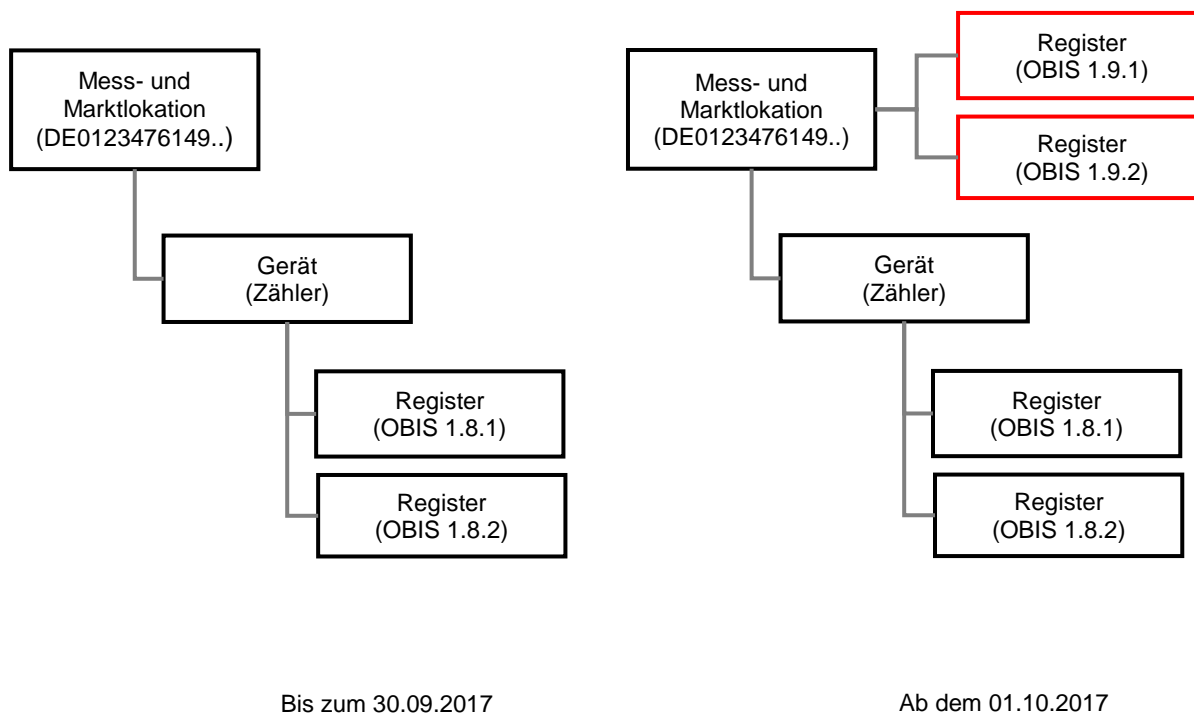 Mess- und
Marktlokation
(DE0123476149..)
Gerät
(Zähler)
Register
(OBIS 1.8.1)
Register
(OBIS 1.8.2)
Bis zum 30.09.2017
Mess- und
Marktlokation
(DE0123476149..)
Register
(OBIS 1.9.1)
Register
(OBIS 1.9.2)
Gerät
(Zähler)
Register
(OBIS 1.8.1)
Register
(OBIS 1.8.2)
Ab dem 01.10.2017